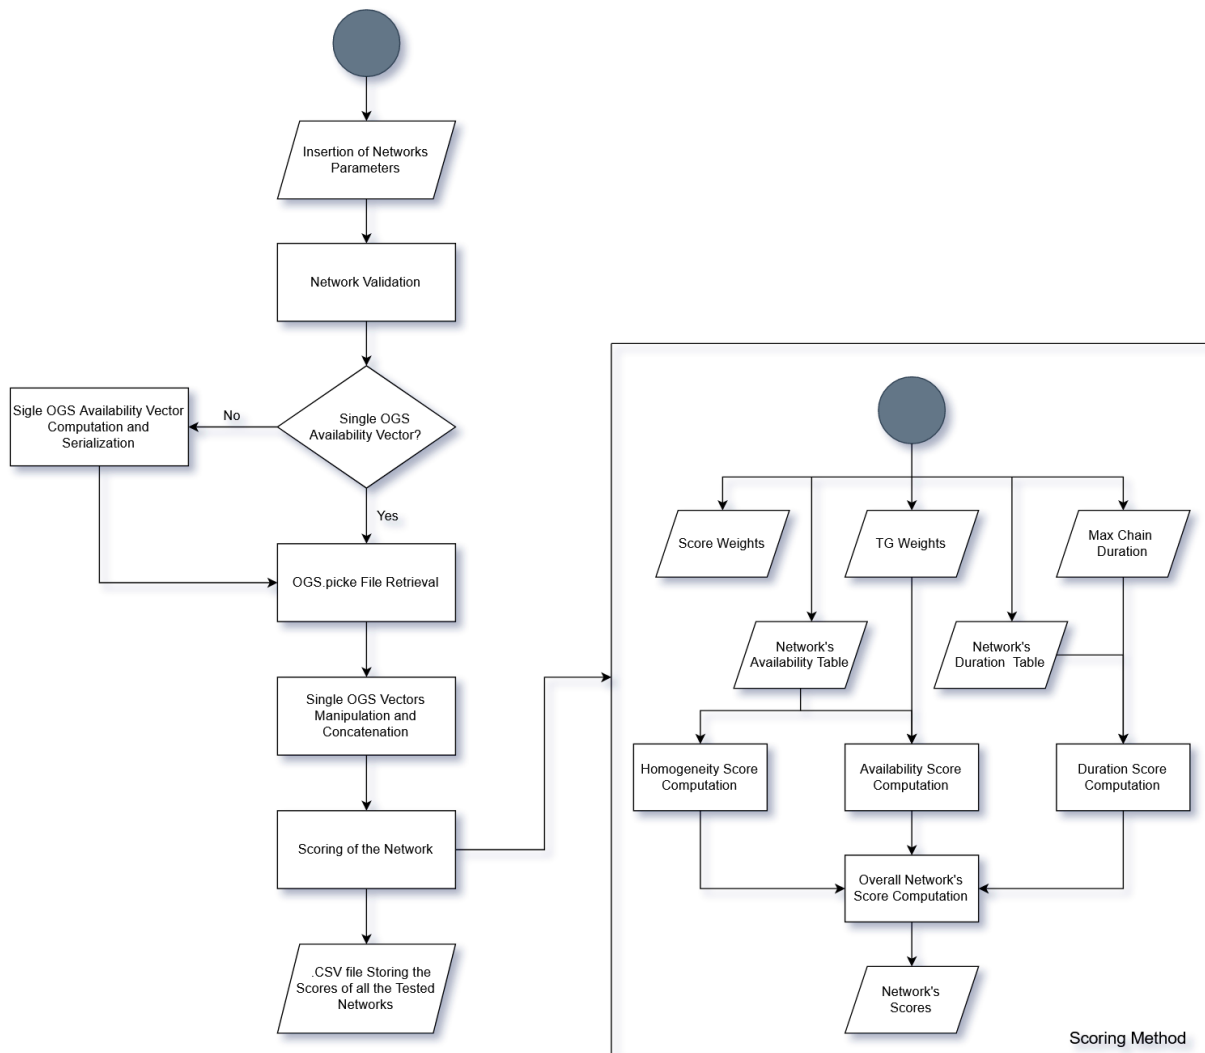 Insertion of Networks
Parameters
Network Validation
Single OGS
Availability Vector?
No
Sigle OGS Availability Vector
Computation and
Serialization
Yes
OGS.picke File Retrieval
Single OGS Vectors
Manipulation and
Concatenation
Scoring of the Network
.CSV file Storing the
Scores of all the Tested
Networks
Score Weights
TG Weights
Max Chain
Duration
Network's
Availability Table
Network's
Duration Table
Homogeneity Score
Computation
Availability Score
Computation
Duration Score
Computation
Overall Network's
Score Computation
Network's
Scores
Scoring Method